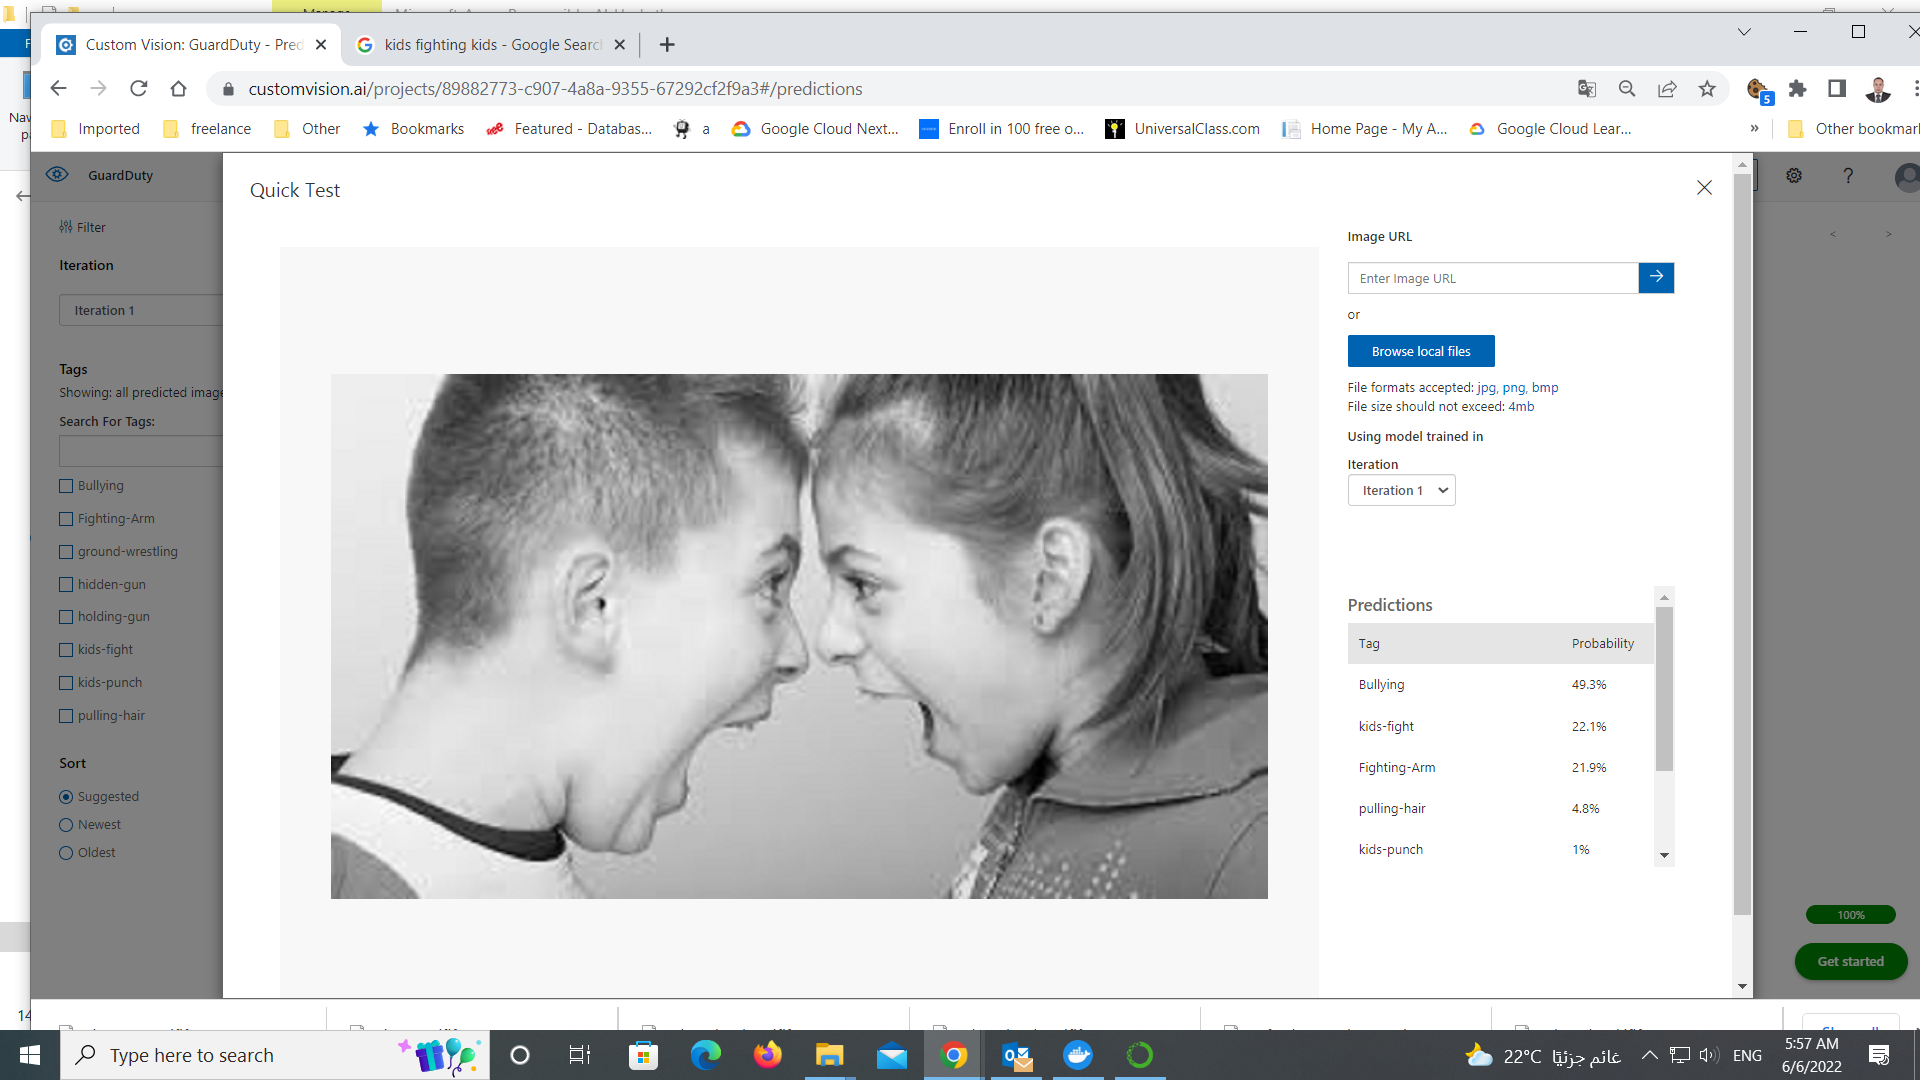 Custom Vision: GuardDuty - Pred
kids fighting kids - Google Search
customvision.ai/projects/89882773-c907-4a8a-9355-67292cf2f9a3#/predictions
5
Imported
freelance
Other
Bookmarks
Featured - Databas...
a
Google Cloud Next...
Enroll in 100 free o...
UniversalClass.com
Home Page - My A...
Google Cloud Lear...
»
Other bookmar
GuardDuty
?
Quick Test
Filter
< >
Iteration
Iteration 1
Tags
Showing: all predicted image
Search For Tags:
Bullying
Fighting-Arm
ground-wrestling
hidden-gun
holding-gun
kids-fight
kids-punch
pulling-hair
Sort
Suggested
Newest
Oldest
Image URL
Enter Image URL
or
Browse local files
File formats accepted: jpg, png, bmp
File size should not exceed: 4mb
Using model trained in
Iteration
Iteration 1
Predictions
Tag Probability
Bullying 49.3%
kids-fight 22.1%
Fighting-Arm 21.9%
pulling-hair 4.8%
kids-punch 1%
100%
Get started
14
Type here to search
22°C غائم جزئيًا
ENG
5:57 AM
6/6/2022